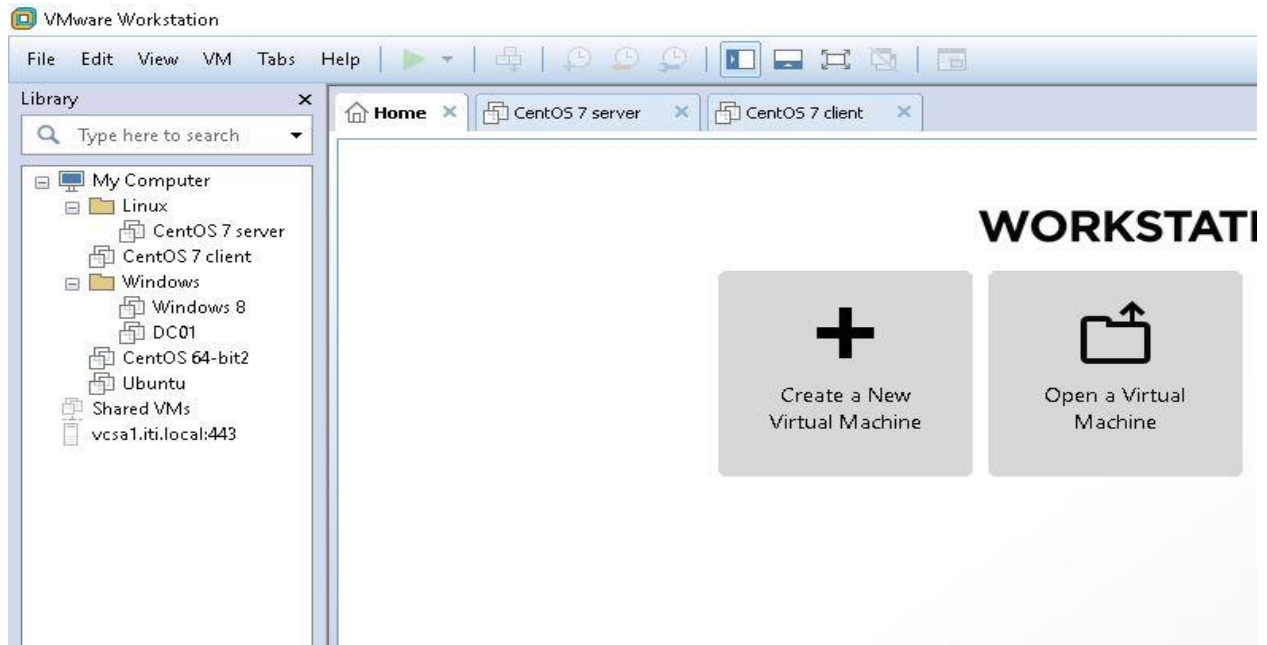 VMware Workstation
File Edit View VM Tabs Help
Library
Type here to search
My Computer
Linux
CentOS 7 server
CentOS 7 client
Windows
Windows 8
DC01
CentOS 64-bit2
Ubuntu
Shared VMs
vcsa1.iti.local:443
Home CentOS 7 server CentOS 7 client
WORKSTATI
Create a New
Virtual Machine
Open a Virtual
Machine